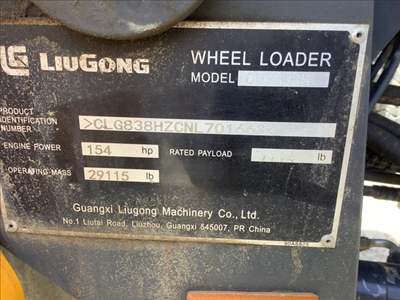 LG LIUGONG
WHEEL LOADER
MODEL
PRODUCT
IDENTIFICATION
NUMBER
>CLG838HZCNL701
ENGINE POWER 154 hp RATED PAYLOAD lb
OPERATING MASS 29115 lb
Guangxi Liugong Machinery Co., Ltd.
No.1 Liutai Road, Liuzhou, Guangxi 545007, PR China